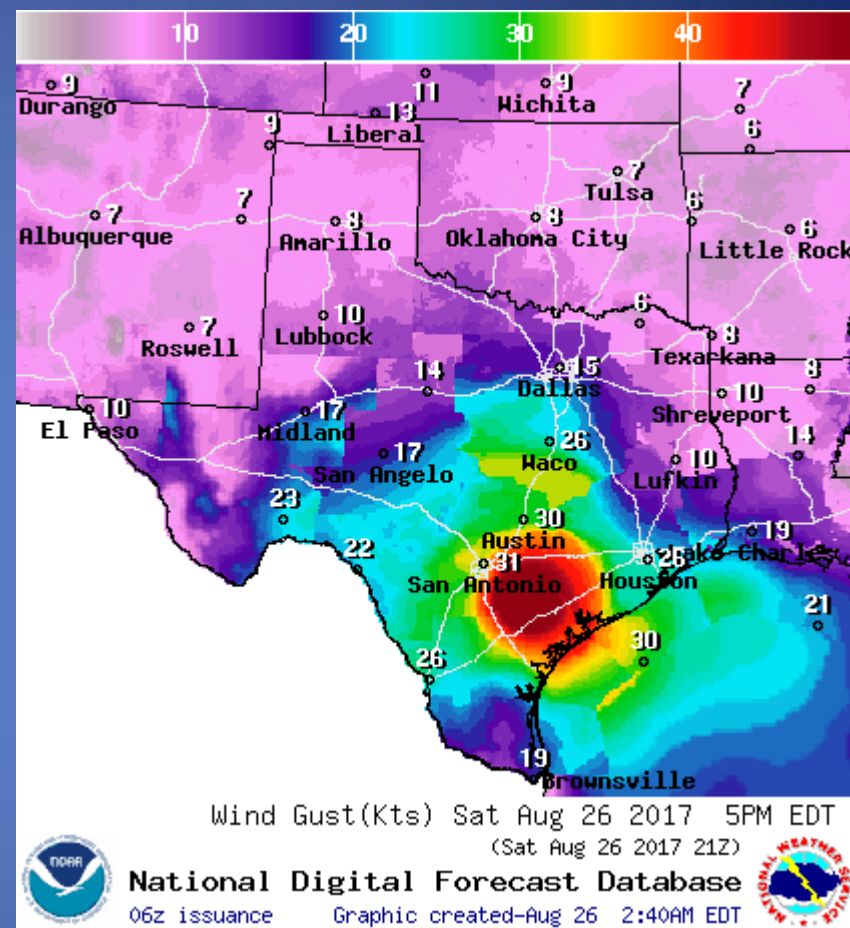 10 20 30 40
9 11 9 7
Durango 13 Wichita
Liberal
9 6
7
Tulsa
7 7 8 8 6 6
Albuquerque Amarillo Oklahoma City Little Rock
7 10 6 8
Roswell Lubbock Texarkana
14 15
Dallas 10 8
10 17 Shreveport
El Paso Midland 26 14
17 Waco 10
San Angelo Lufkin
23 30 19
Austin Lake Charles
22 31 26
San Antonio Houston
21
30
26
19
Brownsville
Wind Gust(Kts) Sat Aug 26 2017 5PM EDT
(Sat Aug 26 2017 21Z)
National Digital Forecast Database
06z issuance Graphic created-Aug 26 2:40AM EDT
NOAA
NATIONAL WEATHER SERVICE